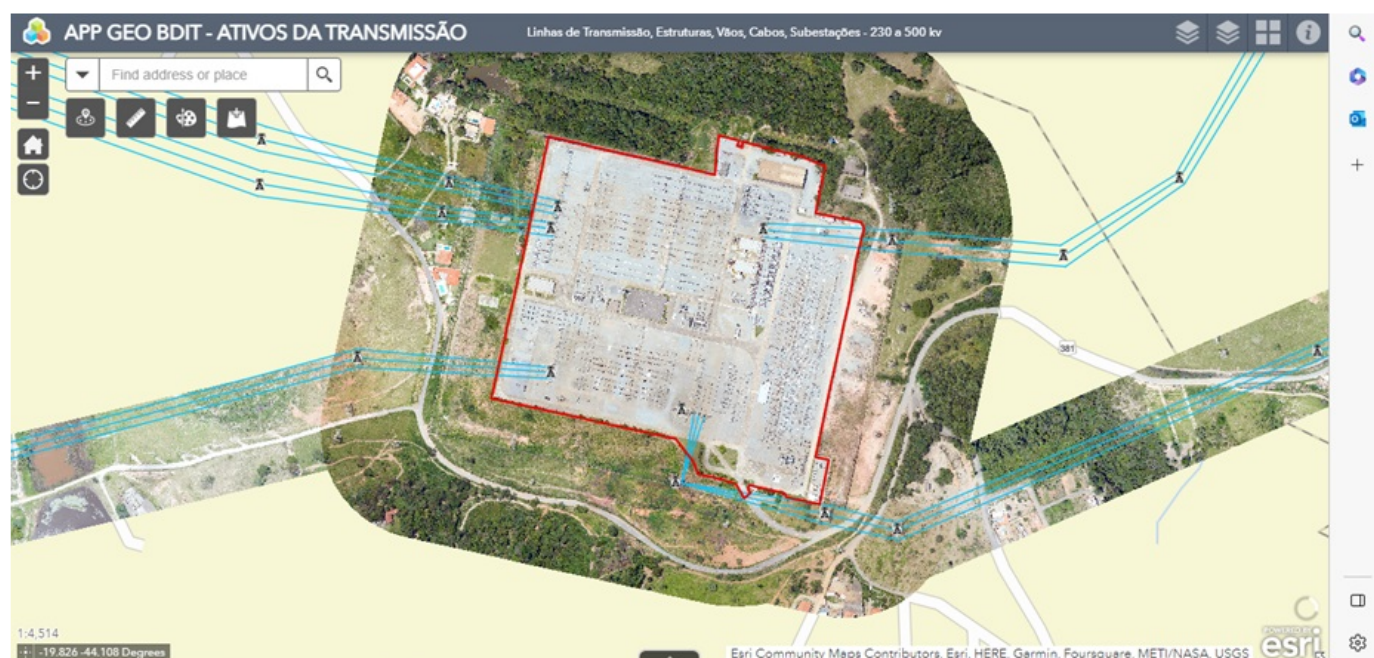 APP GEO BDIT - ATIVOS DA TRANSMISSÃO
Linhas de Transmissão, Estruturas, Vãos, Cabos, Subestações - 230 a 500 kv
Find address or place
381
1:4,514
-19.826 -44.108 Degrees
Esri Community Maps Contributors, Esri, HERE, Garmin, Foursquare, METI/NASA, USGS
POWERED BY
esri